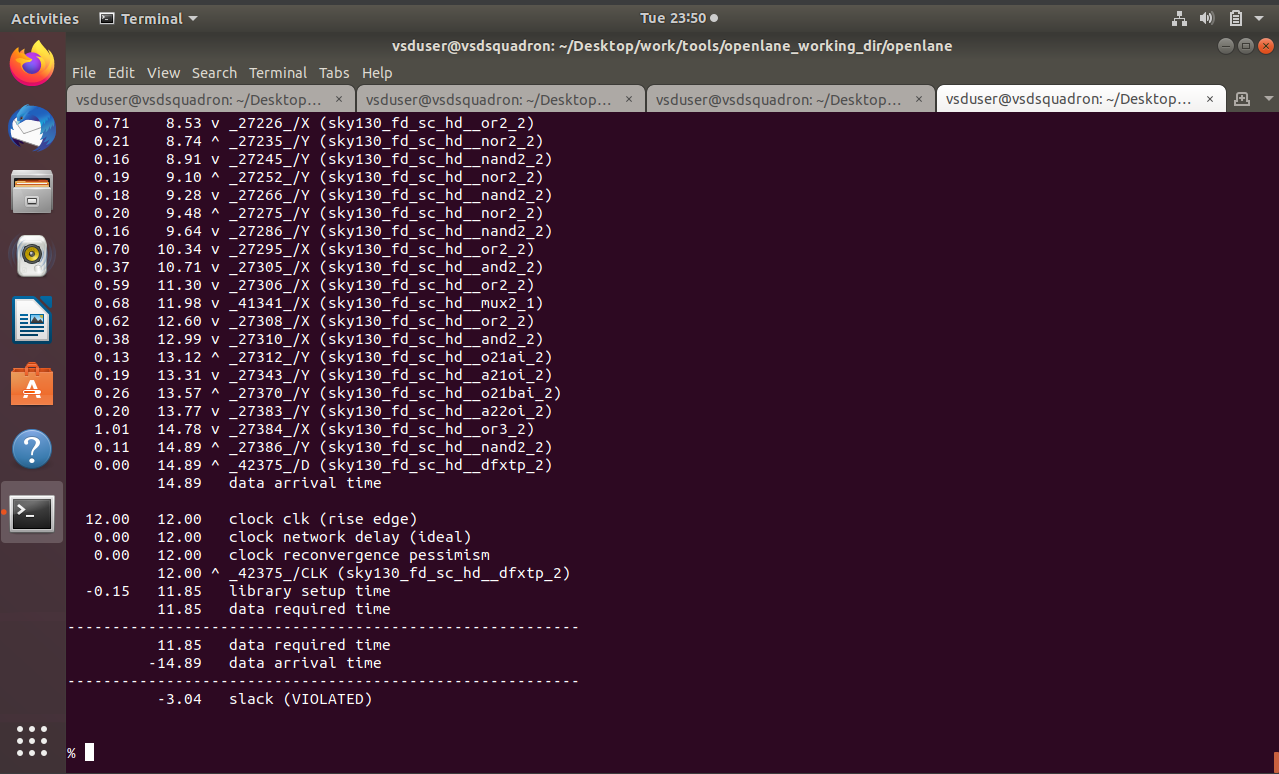 Activities Terminal Tue 23:50
vsduser@vsdsquadron: ~/Desktop/work/tools/openlane_working_dir/openlane
File Edit View Search Terminal Tabs Help
vsduser@vsdsquadron: ~/Desktop... × vsduser@vsdsquadron: ~/Desktop... × vsduser@vsdsquadron: ~/Desktop... × vsduser@vsdsquadron: ~/Desktop... ×
   0.71    8.53 v _27226_/X (sky130_fd_sc_hd__or2_2)
   0.21    8.74 ^ _27235_/Y (sky130_fd_sc_hd__nor2_2)
   0.16    8.91 v _27245_/Y (sky130_fd_sc_hd__nand2_2)
   0.19    9.10 ^ _27252_/Y (sky130_fd_sc_hd__nor2_2)
   0.18    9.28 v _27266_/Y (sky130_fd_sc_hd__nand2_2)
   0.20    9.48 ^ _27275_/Y (sky130_fd_sc_hd__nor2_2)
   0.16    9.64 v _27286_/Y (sky130_fd_sc_hd__nand2_2)
   0.70   10.34 v _27295_/X (sky130_fd_sc_hd__or2_2)
   0.37   10.71 v _27305_/X (sky130_fd_sc_hd__and2_2)
   0.59   11.30 v _27306_/X (sky130_fd_sc_hd__or2_2)
   0.68   11.98 v _41341_/X (sky130_fd_sc_hd__mux2_1)
   0.62   12.60 v _27308_/X (sky130_fd_sc_hd__or2_2)
   0.38   12.99 v _27310_/X (sky130_fd_sc_hd__and2_2)
   0.13   13.12 ^ _27312_/Y (sky130_fd_sc_hd__o21ai_2)
   0.19   13.31 v _27343_/Y (sky130_fd_sc_hd__a21oi_2)
   0.26   13.57 ^ _27370_/Y (sky130_fd_sc_hd__o21bai_2)
   0.20   13.77 v _27383_/Y (sky130_fd_sc_hd__a22oi_2)
   1.01   14.78 v _27384_/X (sky130_fd_sc_hd__or3_2)
   0.11   14.89 ^ _27386_/Y (sky130_fd_sc_hd__nand2_2)
   0.00   14.89 ^ _42375_/D (sky130_fd_sc_hd__dfxtp_2)
          14.89   data arrival time
  12.00   12.00   clock clk (rise edge)
   0.00   12.00   clock network delay (ideal)
   0.00   12.00   clock reconvergence pessimism
          12.00 ^ _42375_/CLK (sky130_fd_sc_hd__dfxtp_2)
  -0.15   11.85   library setup time
          11.85   data required time
---------------------------------------------------------
          11.85   data required time
         -14.89   data arrival time
---------------------------------------------------------
          -3.04   slack (VIOLATED)
%